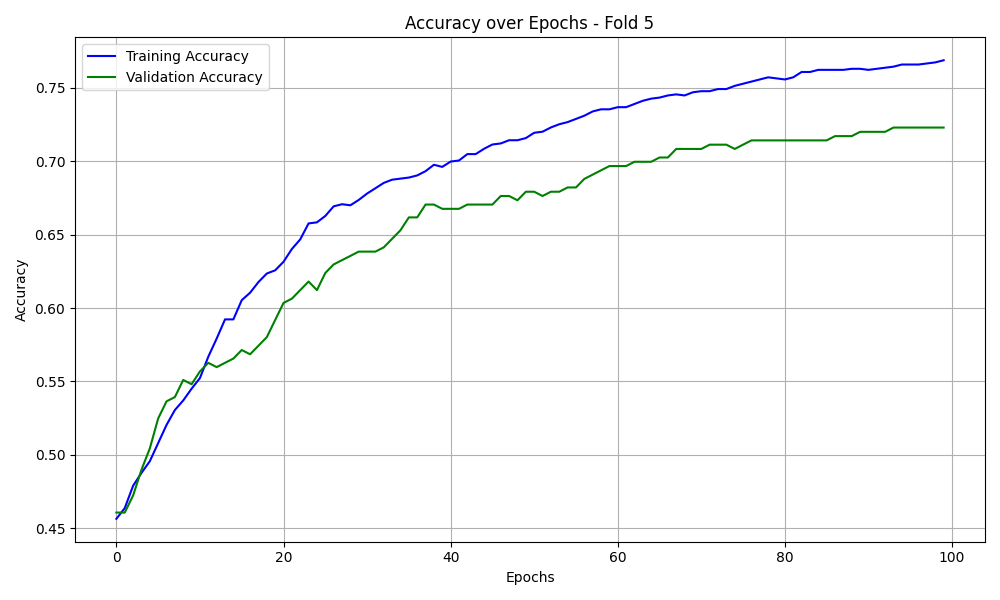 Accuracy over Epochs - Fold 5
Training Accuracy
Validation Accuracy
Accuracy
0.75
0.70
0.65
0.60
0.55
0.50
0.45
0 20 40 60 80 100
Epochs